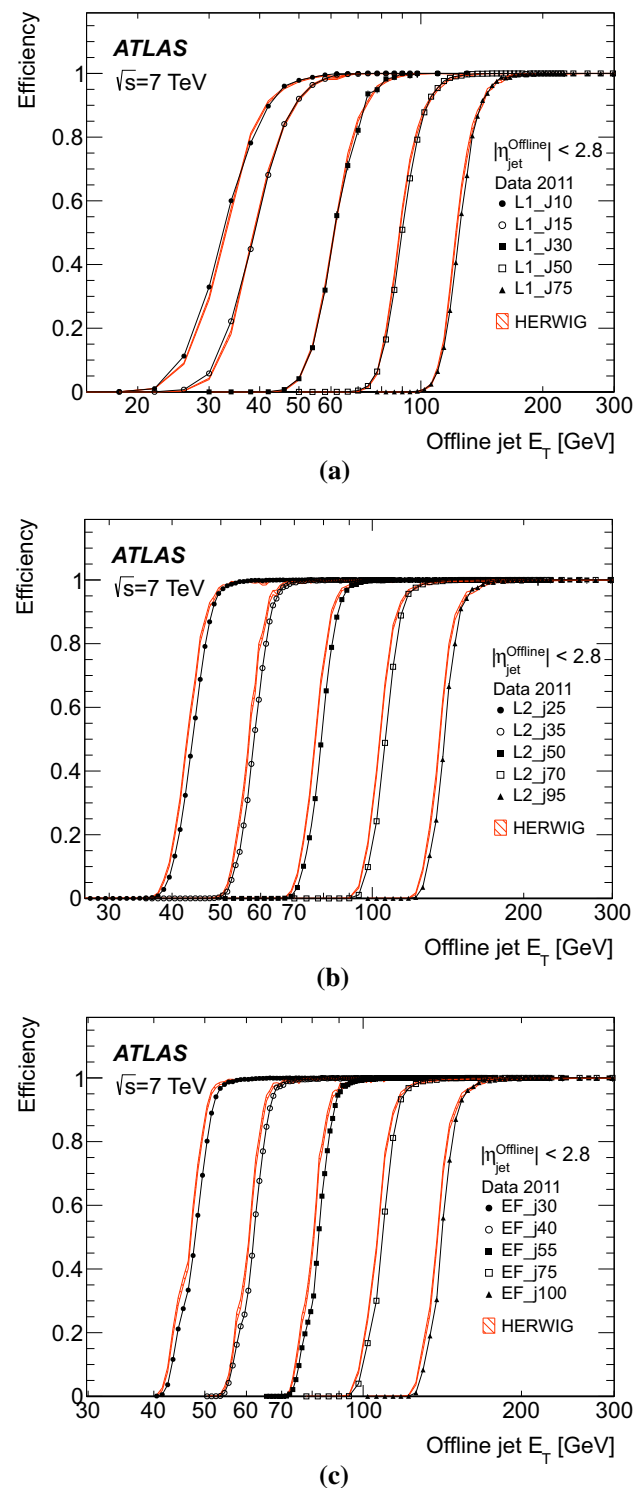 Efficiency
ATLAS
√s=7 TeV
1
0.8
0.6
0.4
0.2
0
|η_jet^Offline| < 2.8
Data 2011
L1_J10
L1_J15
L1_J30
L1_J50
L1_J75
HERWIG
20 30 40 50 60 100 200 300
Offline jet E_T [GeV]
(a)
Efficiency
ATLAS
√s=7 TeV
1
0.8
0.6
0.4
0.2
0
|η_jet^Offline| < 2.8
Data 2011
L2_j25
L2_j35
L2_j50
L2_j70
L2_j95
HERWIG
30 40 50 60 70 100 200 300
Offline jet E_T [GeV]
(b)
Efficiency
ATLAS
√s=7 TeV
1
0.8
0.6
0.4
0.2
0
|η_jet^Offline| < 2.8
Data 2011
EF_j30
EF_j40
EF_j55
EF_j75
EF_j100
HERWIG
30 40 50 60 70 100 200 300
Offline jet E_T [GeV]
(c)